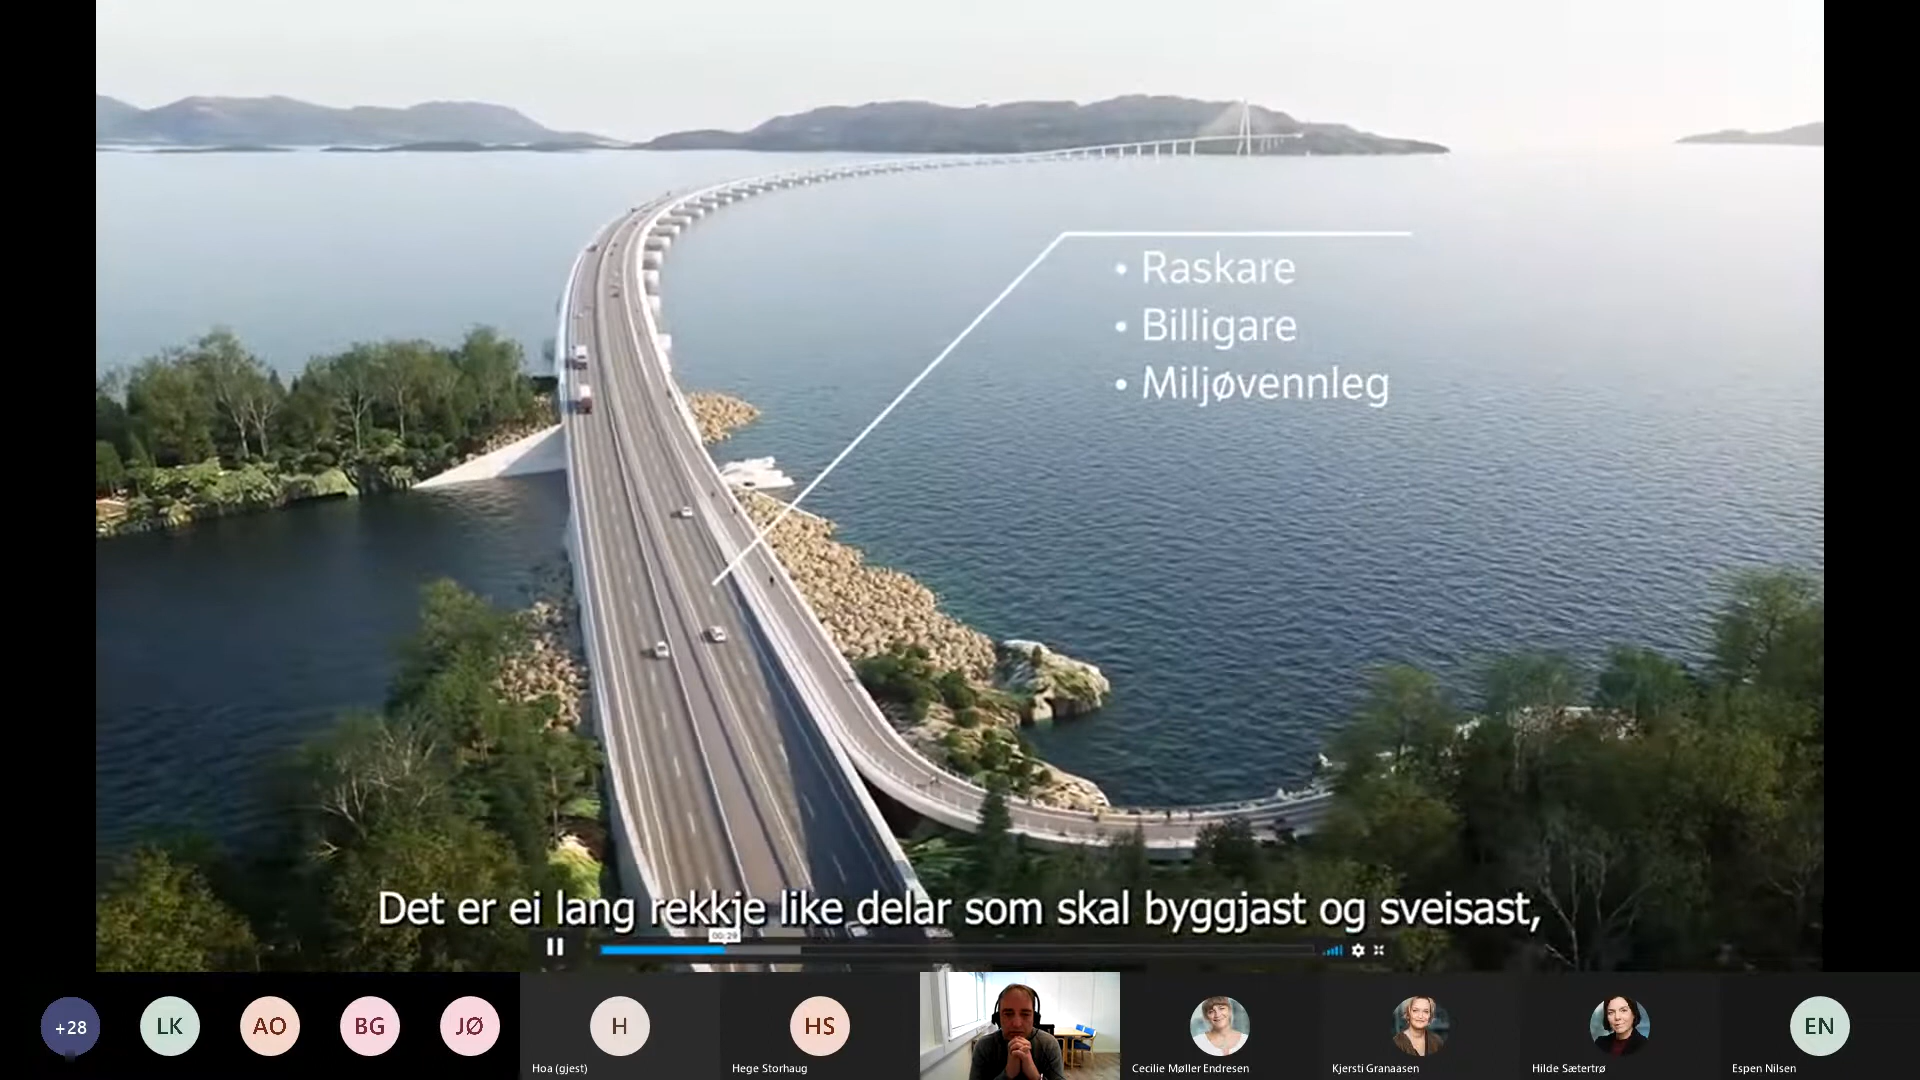 • Raskare
• Billigare
• Miljøvennleg
Det er ei lang rekkje like delar som skal byggjast og sveisast,
00:29
+28
LK
AO
BG
JØ
H
HS
EN
Hoa (gjest)
Hege Storhaug
Cecilie Møller Endresen
Kjersti Granaasen
Hilde Sætertrø
Espen Nilsen